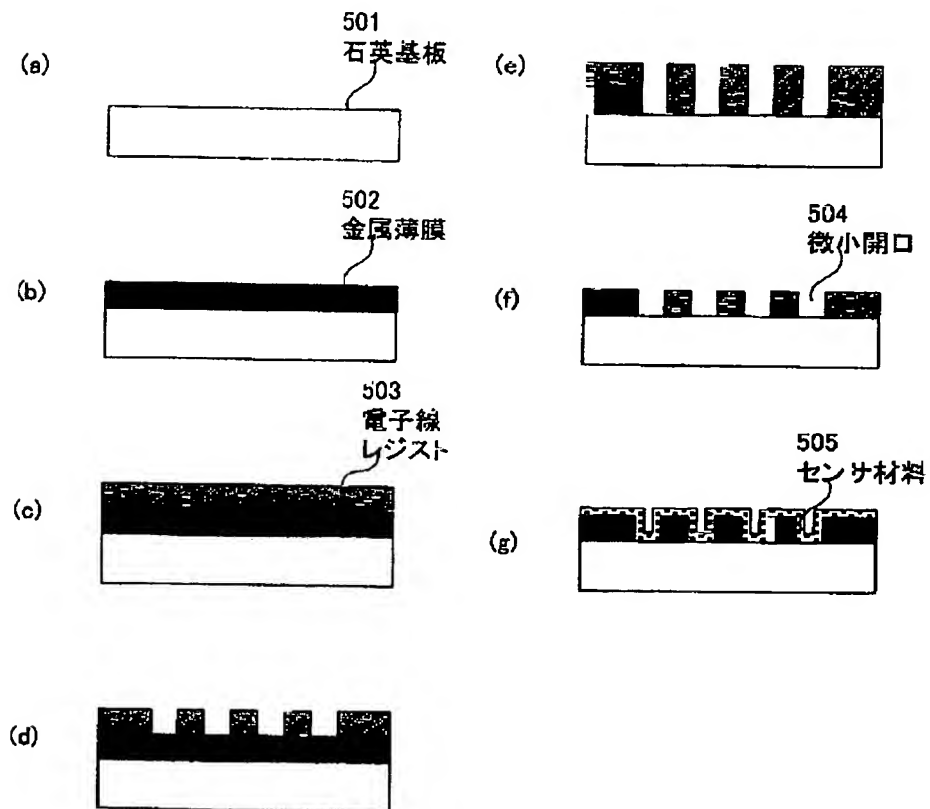 (a)
501
石英基板
(b)
502
金属薄膜
(c)
503
電子線
レジスト
(d)
(e)
(f)
504
微小開口
(g)
505
センサ材料